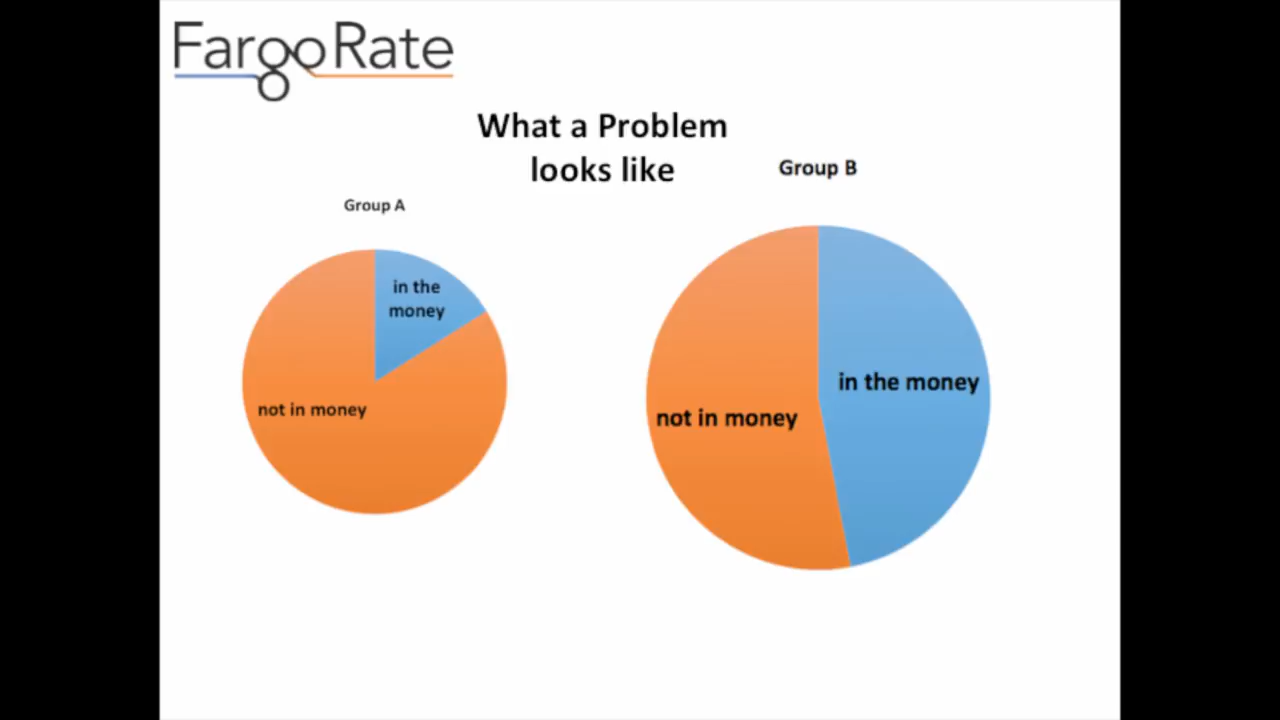 FargoRate
What a Problem
looks like
Group A
in the
money
not in money
Group B
in the money
not in money